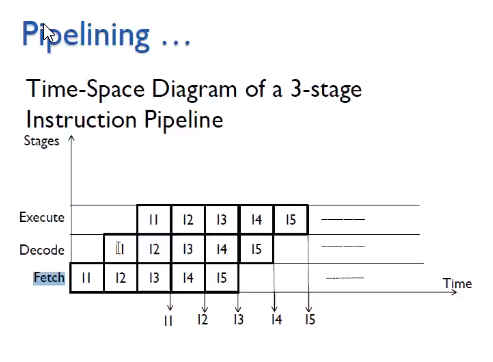 Pipelining ...
Time-Space Diagram of a 3-stage
Instruction Pipeline
Stages
Execute I1 I2 I3 I4 I5
Decode I1 I2 I3 I4 I5
Fetch I1 I2 I3 I4 I5
Time
I1 I2 I3 I4 I5